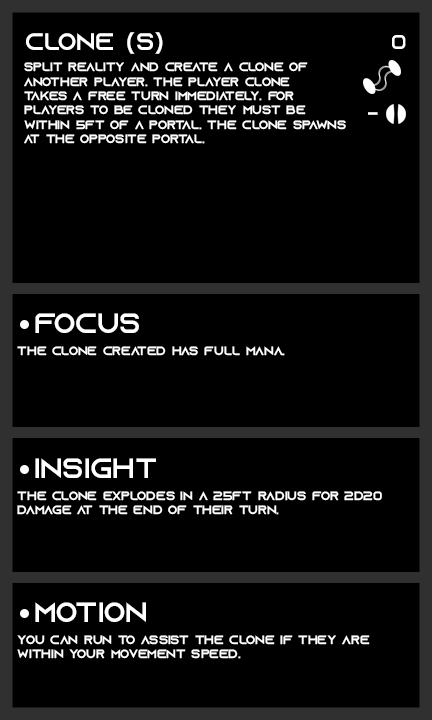 CLONE (S)
0
SPLIT REALITY AND CREATE A CLONE OF
ANOTHER PLAYER. THE PLAYER CLONE
TAKES A FREE TURN IMMEDIATELY. FOR
PLAYERS TO BE CLONED THEY MUST BE
WITHIN 5FT OF A PORTAL. THE CLONE SPAWNS
AT THE OPPOSITE PORTAL.
•FOCUS
THE CLONE CREATED HAS FULL MANA.
•INSIGHT
THE CLONE EXPLODES IN A 25FT RADIUS FOR 2D20
DAMAGE AT THE END OF THEIR TURN.
•MOTION
YOU CAN RUN TO ASSIST THE CLONE IF THEY ARE
WITHIN YOUR MOVEMENT SPEED.